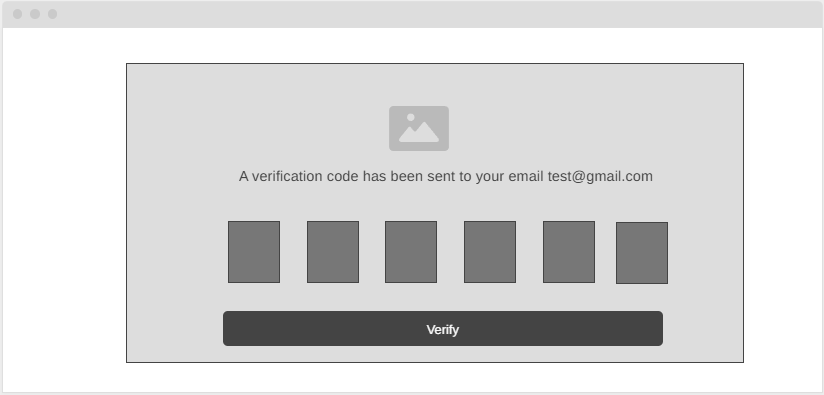 A verification code has been sent to your email test@gmail.com
Verify